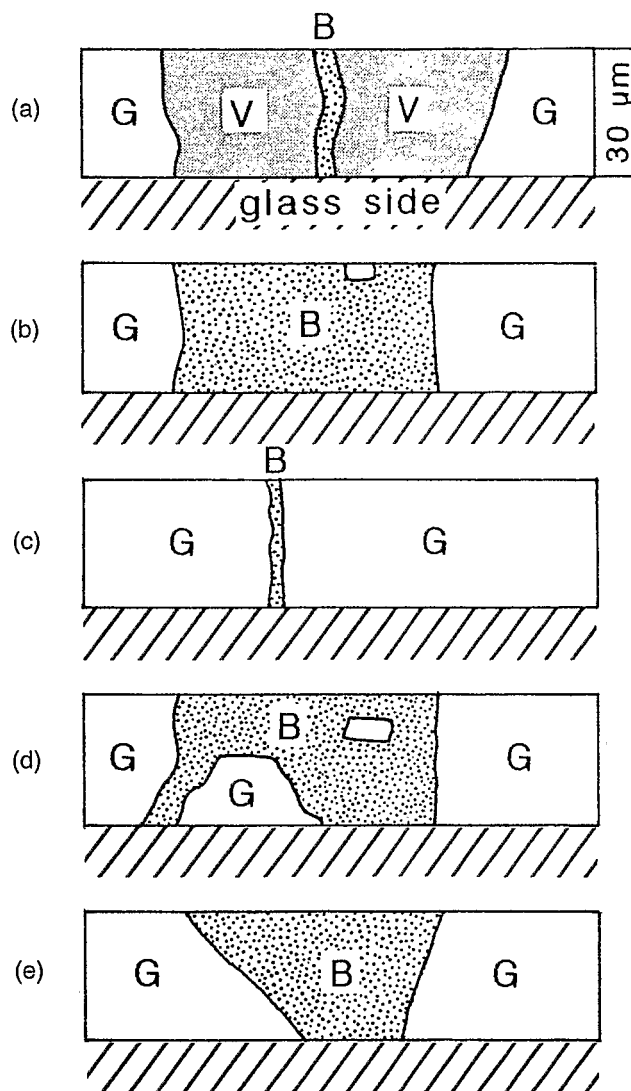 B
(a) G V V G 30 μm
glass side
(b) G B G
B
(c) G G
(d) G B G G
(e) G B G